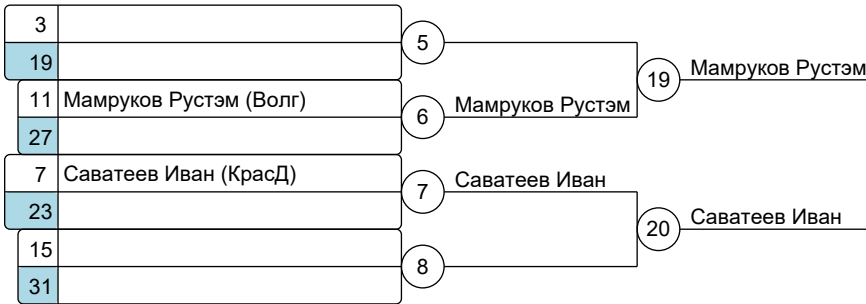 3
5
19
19 Мамруков Рустэм
11 Мамруков Рустэм (Волг)
6 Мамруков Рустэм
27
7 Саватеев Иван (КрасД)
7 Саватеев Иван
23
20 Саватеев Иван
15
8
31